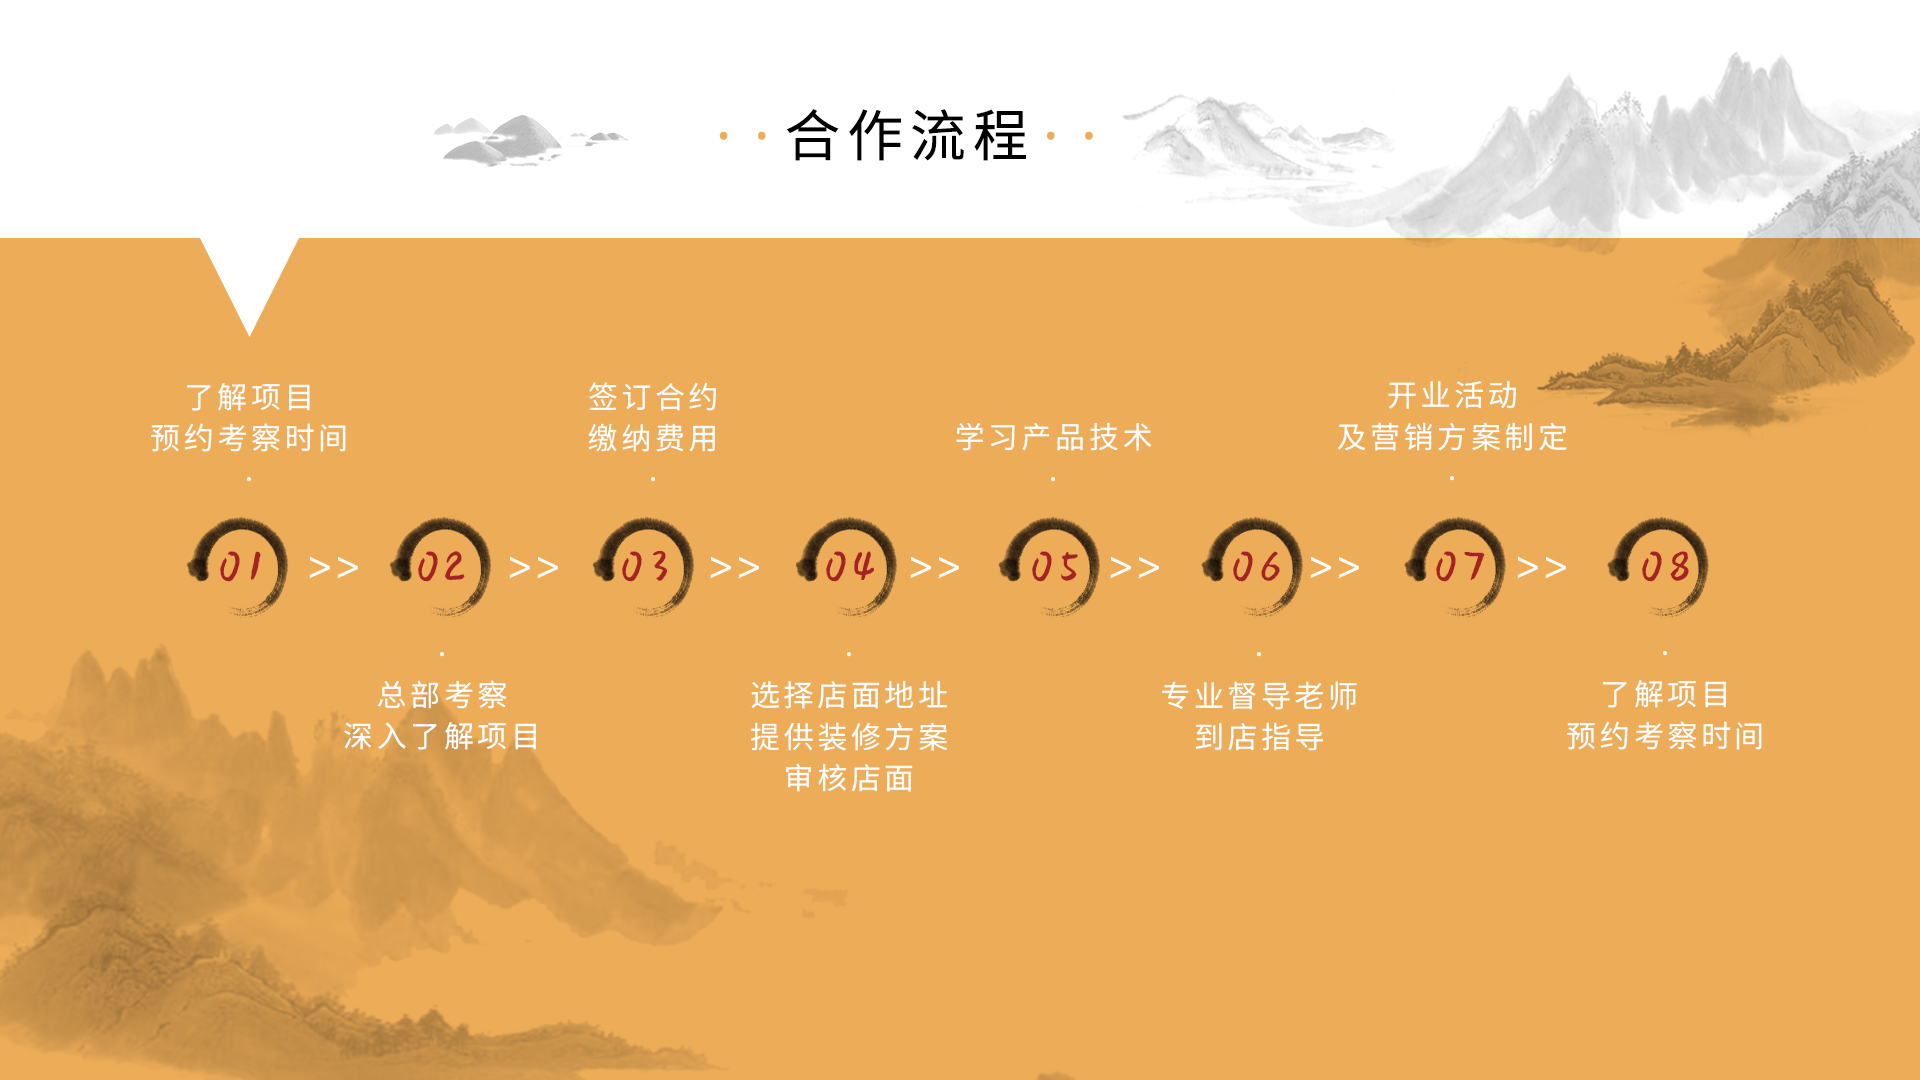 合作流程
了解项目
预约考察时间
签订合约
缴纳费用
学习产品技术
开业活动
及营销方案制定
01 >> 02 >> 03 >> 04 >> 05 >> 06 >> 07 >> 08
总部考察
深入了解项目
选择店面地址
提供装修方案
审核店面
专业督导老师
到店指导
了解项目
预约考察时间